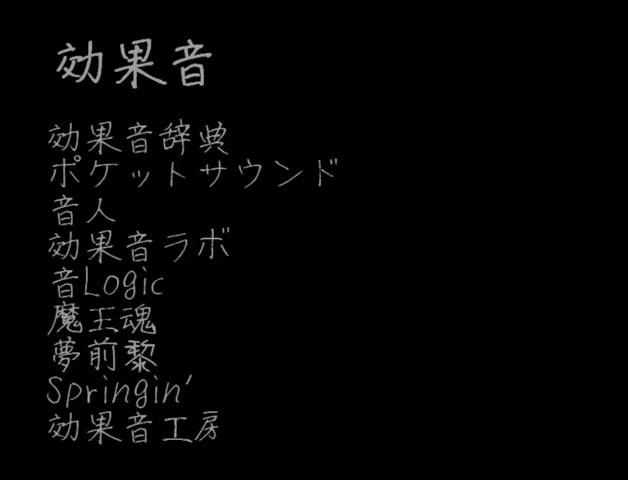 効果音
効果音辞典
ポケットサウンド
音人
効果音ラボ
音Logic
魔王魂
夢前黎
Springin'
効果音工房